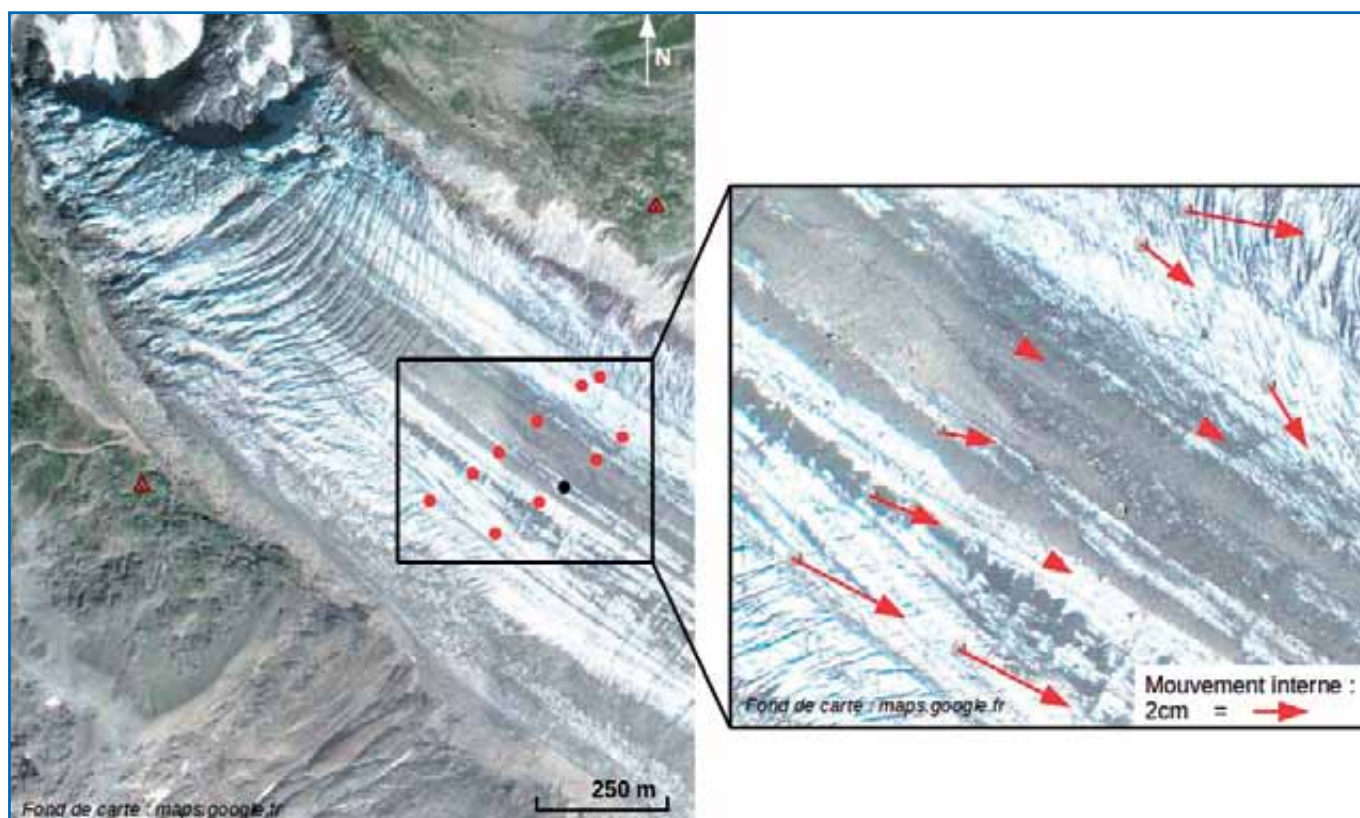 N
250 m
Fond de carte : maps.google.fr
Fond de carte : maps.google.fr
Mouvement interne :
2cm =